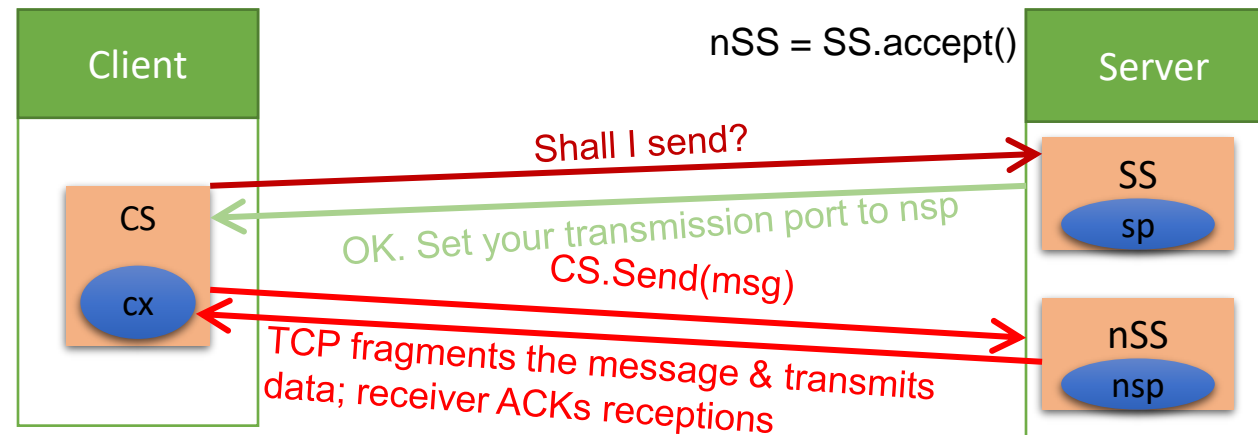 nSS = SS.accept()
Client
Server
Shall I send?
SS
CS
OK. Set your transmission port to nsp
sp
CS.Send(msg)
cx
TCP fragments the message & transmits
data; receiver ACKs receptions
nSS
nsp